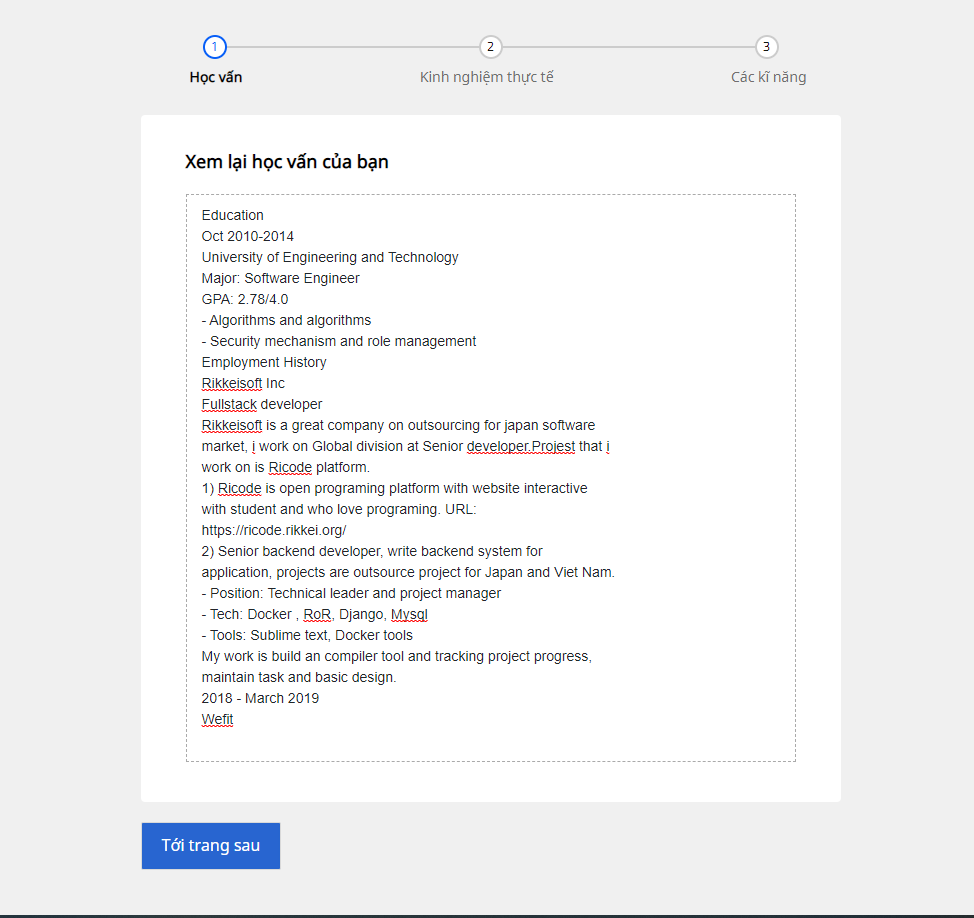 1
2
3
Học vấn
Kinh nghiệm thực tế
Các kĩ năng
Xem lại học vấn của bạn
Education
Oct 2010-2014
University of Engineering and Technology
Major: Software Engineer
GPA: 2.78/4.0
- Algorithms and algorithms
- Security mechanism and role management
Employment History
Rikkeisoft Inc
Fullstack developer
Rikkeisoft is a great company on outsourcing for japan software
market, i work on Global division at Senior developer.Projest that i
work on is Ricode platform.
1) Ricode is open programing platform with website interactive
with student and who love programing. URL:
https://ricode.rikkei.org/
2) Senior backend developer, write backend system for
application, projects are outsource project for Japan and Viet Nam.
- Position: Technical leader and project manager
- Tech: Docker , RoR, Django, Mysql
- Tools: Sublime text, Docker tools
My work is build an compiler tool and tracking project progress,
maintain task and basic design.
2018 - March 2019
Wefit
Tới trang sau